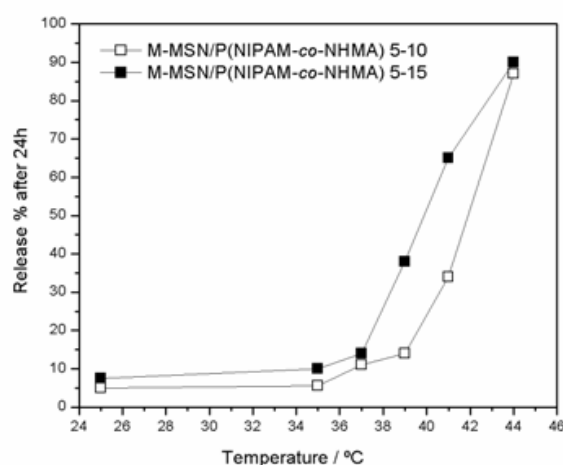 100
90
80
70
60
50
40
30
20
10
0
Release % after 24h
M-MSN/P(NIPAM-co-NHMA) 5-10
M-MSN/P(NIPAM-co-NHMA) 5-15
24 26 28 30 32 34 36 38 40 42 44 46
Temperature / ºC